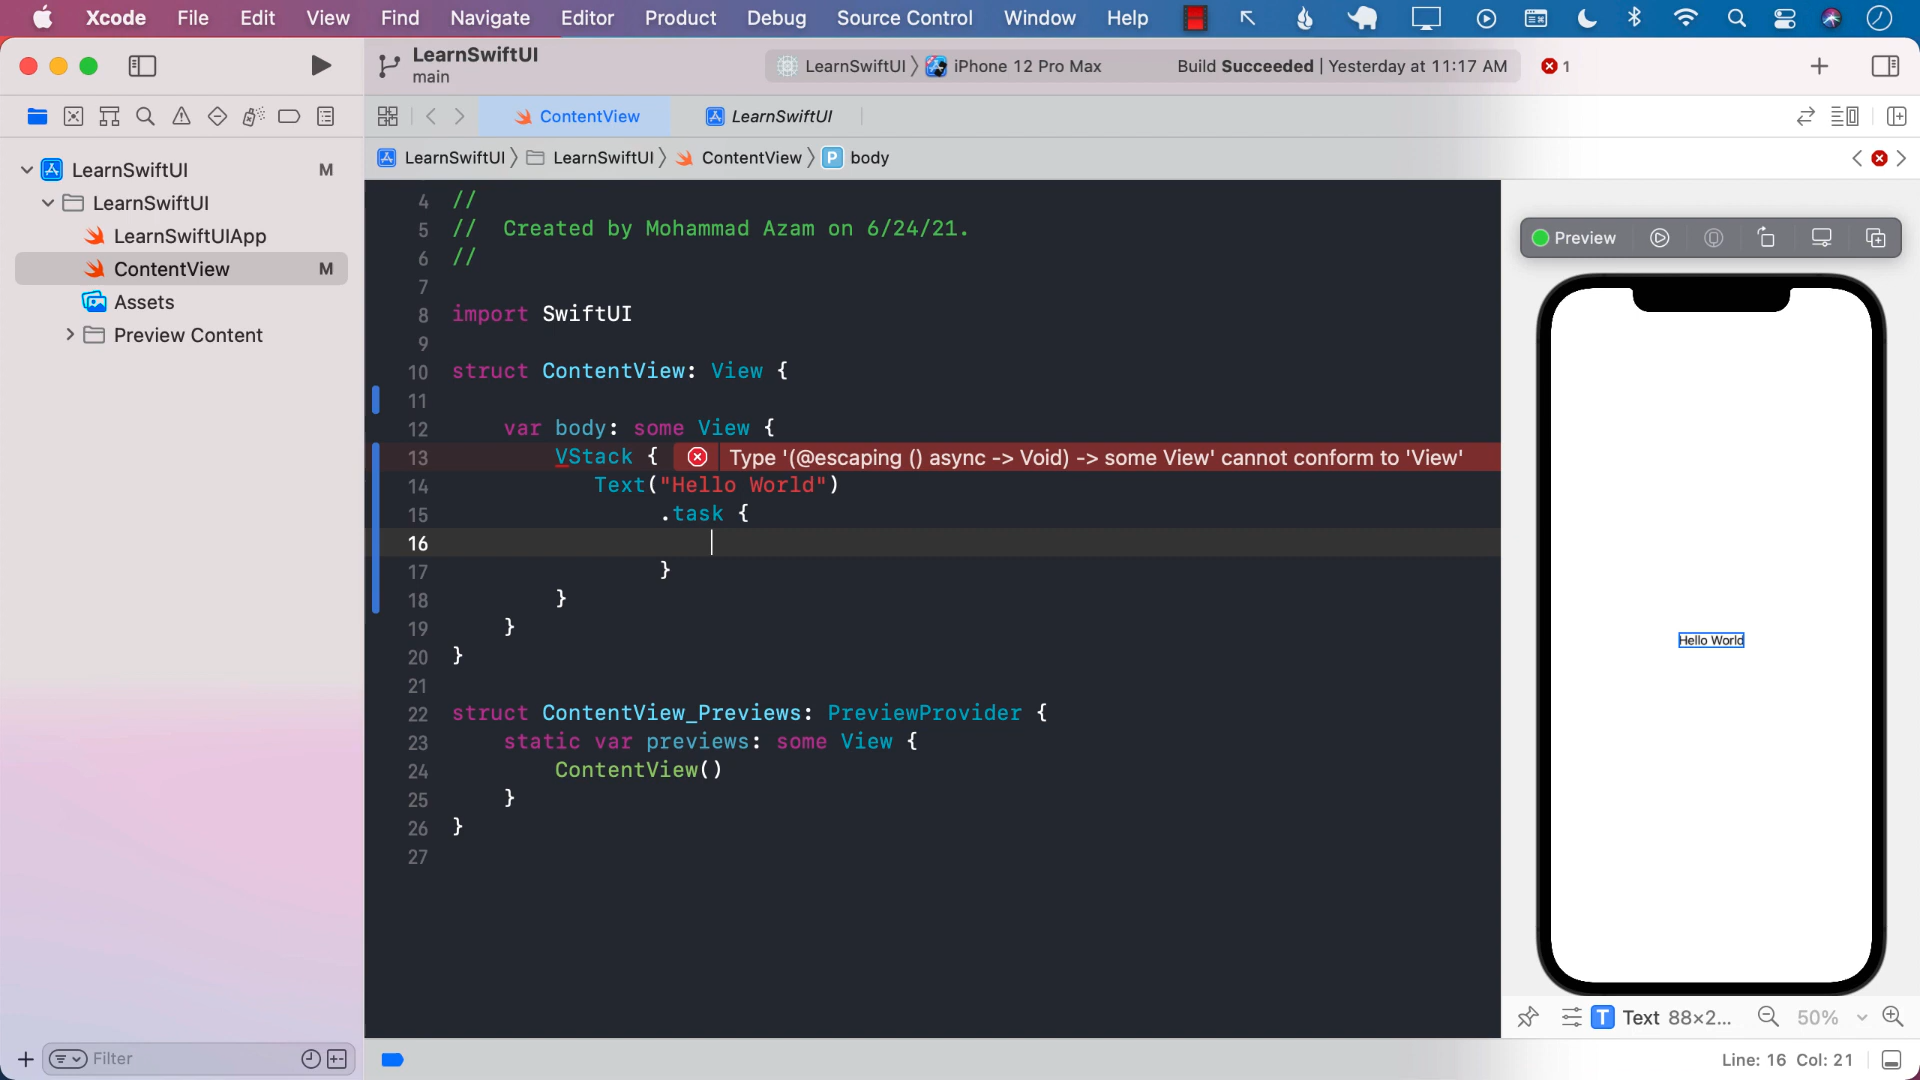 Xcode File Edit View Find Navigate Editor Product Debug Source Control Window Help
LearnSwiftUI
main
LearnSwiftUI iPhone 12 Pro Max Build Succeeded | Yesterday at 11:17 AM 1
ContentView LearnSwiftUI
LearnSwiftUI LearnSwiftUI ContentView P body
LearnSwiftUI M
LearnSwiftUI
LearnSwiftUIApp
ContentView M
Assets
Preview Content
4 //
5 //  Created by Mohammad Azam on 6/24/21.
6 //
7
8 import SwiftUI
9
10 struct ContentView: View {
11
12     var body: some View {
13         VStack { Type '(@escaping () async -> Void) -> some View' cannot conform to 'View'
14            Text("Hello World")
15                 .task {
16
17                 }
18         }
19     }
20 }
21
22 struct ContentView_Previews: PreviewProvider {
23     static var previews: some View {
24         ContentView()
25     }
26 }
27
Preview
Hello World
T Text 88×2... 50%
Filter
Line: 16 Col: 21